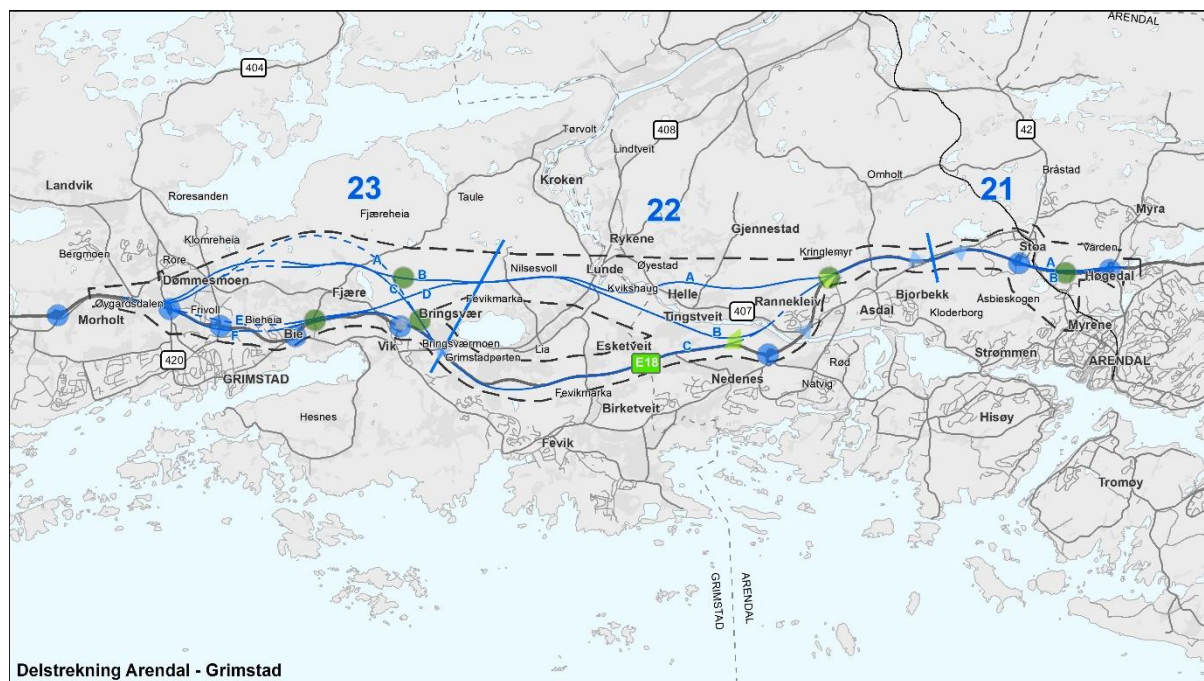 ARENDAL
404
42
Tørvolt
408
Lindtveit
Bråstad
Landvik
Roresanden
23
Taule
Kroken
22
Omholt
21
Myra
Fjæreheia
Gjennestad
Bergmoen
Klomreheia
Rore
Rykene
Kringlemyr
Stoa
Værden
Øyestad
A
Nilsesvoll
Lunde
A
A
B
Høgedal
Dømmesmoen
B
Kvikshaug
Helle
Øygardsdalen
Fjære
C
D
Fevikmarka
407
Rannekleiv
Bjorbekk
Asbieskogen
Morholt
Frivoll
E
Bieheia
Bringsvær
Tingstveit
Asdal
Kloderborg
Myrene
F
Bie
Vik
Bringsværmoen
Lia
Esketveit
B
C
420
Grimstadporten
E18
Strømmen
ARENDAL
GRIMSTAD
Nedenes
Rød
Natvig
Fevikmarka
Birketveit
Hesnes
Hisøy
Fevik
Tromøy
GRIMSTAD
ARENDAL
Delstrekning Arendal - Grimstad